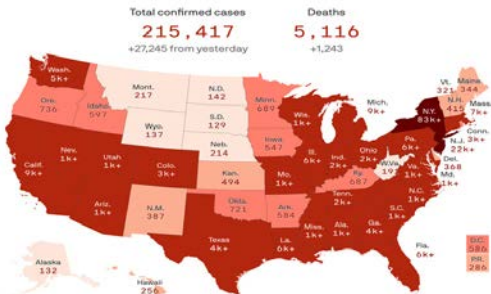 Total confirmed cases
215,417
+27,245 from yesterday
Deaths
5,116
+1,243
Wash.
5k+
Ore.
736
Idaho
597
Mont.
217
N.D.
142
Minn.
689
Wis.
1k+
Mich.
9k+
Vt.
321
Maine
344
N.H.
415
Mass.
7k+
N.Y.
83k+
Conn.
3k+
N.J.
22k+
Del.
368
Md.
1k+
Wyo.
137
S.D.
129
Iowa
547
Neb.
214
Ill.
6k+
Ind.
2k+
Ohio
2k+
Pa.
6k+
W.Va.
191
Va.
1k+
Nev.
1k+
Utah
1k+
Colo.
3k+
Kan.
494
Mo.
1k+
Ky.
687
Calif.
9k+
Ariz.
1k+
N.M.
387
Okla.
721
Ark.
584
Tenn.
2k+
N.C.
1k+
S.C.
1k+
Texas
4k+
La.
6k+
Miss.
1k+
Ala.
1k+
Ga.
4k+
Fla.
6k+
D.C.
586
P.R.
286
Alaska
132
Hawaii
256